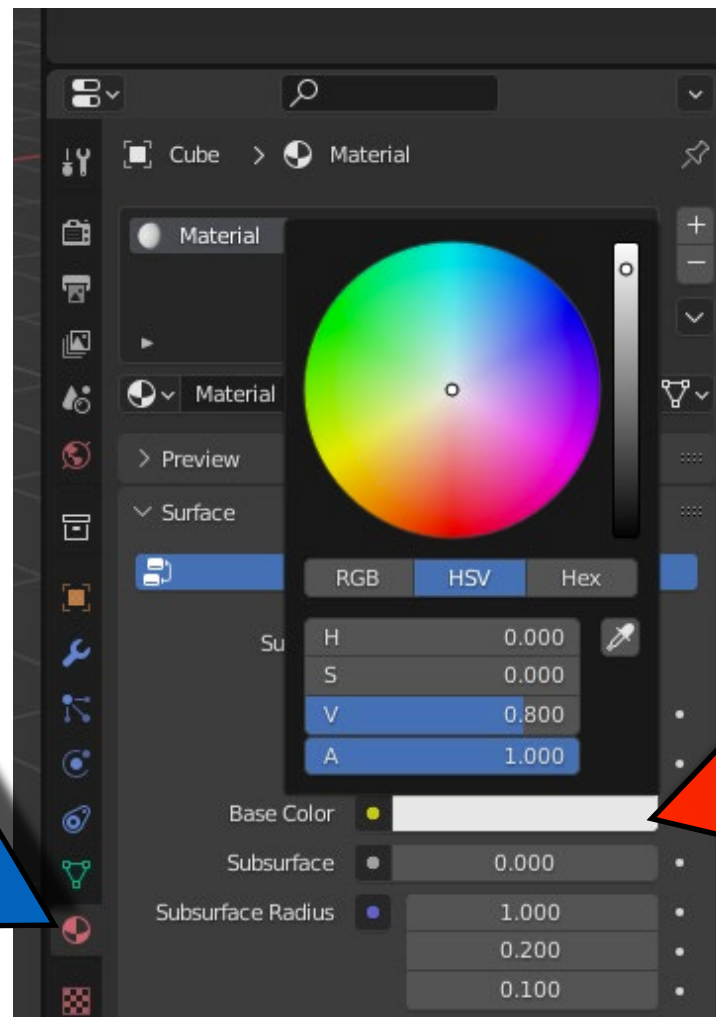 Cube > Material
Material
Material
> Preview
Surface
RGB HSV Hex
Su
H 0.000
S 0.000
V 0.800
A 1.000
Base Color
Subsurface 0.000
Subsurface Radius 1.000
0.200
0.100